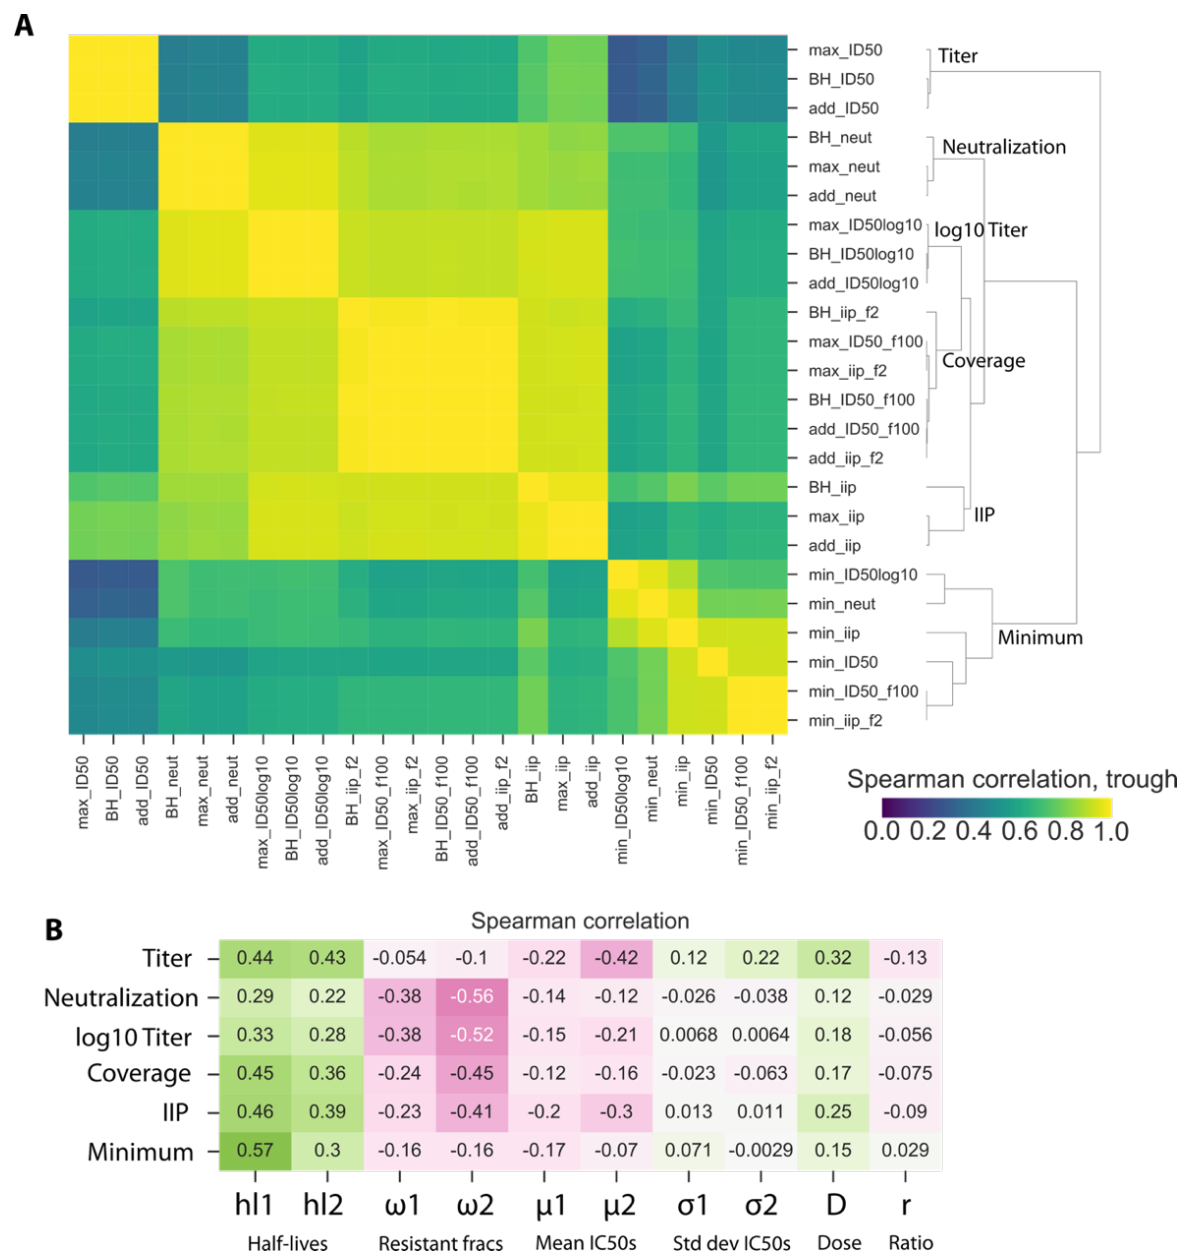 A
max_ID50
Titer
BH_ID50
add_ID50
BH_neut
Neutralization
max_neut
add_neut
max_ID50log10
log10 Titer
BH_ID50log10
add_ID50log10
BH_iip_f2
max_ID50_f100
Coverage
max_iip_f2
BH_ID50_f100
add_ID50_f100
add_iip_f2
BH_iip
max_iip
IIP
add_iip
min_ID50log10
min_neut
min_iip
Minimum
min_ID50
min_ID50_f100
min_iip_f2
max_ID50
BH_ID50
add_ID50
BH_neut
max_neut
add_neut
max_ID50log10
BH_ID50log10
add_ID50log10
BH_iip_f2
max_ID50_f100
max_iip_f2
BH_ID50_f100
add_ID50_f100
add_iip_f2
BH_iip
max_iip
add_iip
min_ID50log10
min_neut
min_iip
min_ID50
min_ID50_f100
min_iip_f2
Spearman correlation, trough
0.0 0.2 0.4 0.6 0.8 1.0
B
Spearman correlation
Titer 0.44 0.43 -0.054 -0.1 -0.22 -0.42 0.12 0.22 0.32 -0.13
Neutralization 0.29 0.22 -0.38 -0.56 -0.14 -0.12 -0.026 -0.038 0.12 -0.029
log10 Titer 0.33 0.28 -0.38 -0.52 -0.15 -0.21 0.0068 0.0064 0.18 -0.056
Coverage 0.45 0.36 -0.24 -0.45 -0.12 -0.16 -0.023 -0.063 0.17 -0.075
IIP 0.46 0.39 -0.23 -0.41 -0.2 -0.3 0.013 0.011 0.25 -0.09
Minimum 0.57 0.3 -0.16 -0.16 -0.17 -0.07 0.071 -0.0029 0.15 0.029
hl1 hl2 ω1 ω2 μ1 μ2 σ1 σ2 D r
Half-lives Resistant fracs Mean IC50s Std dev IC50s Dose Ratio